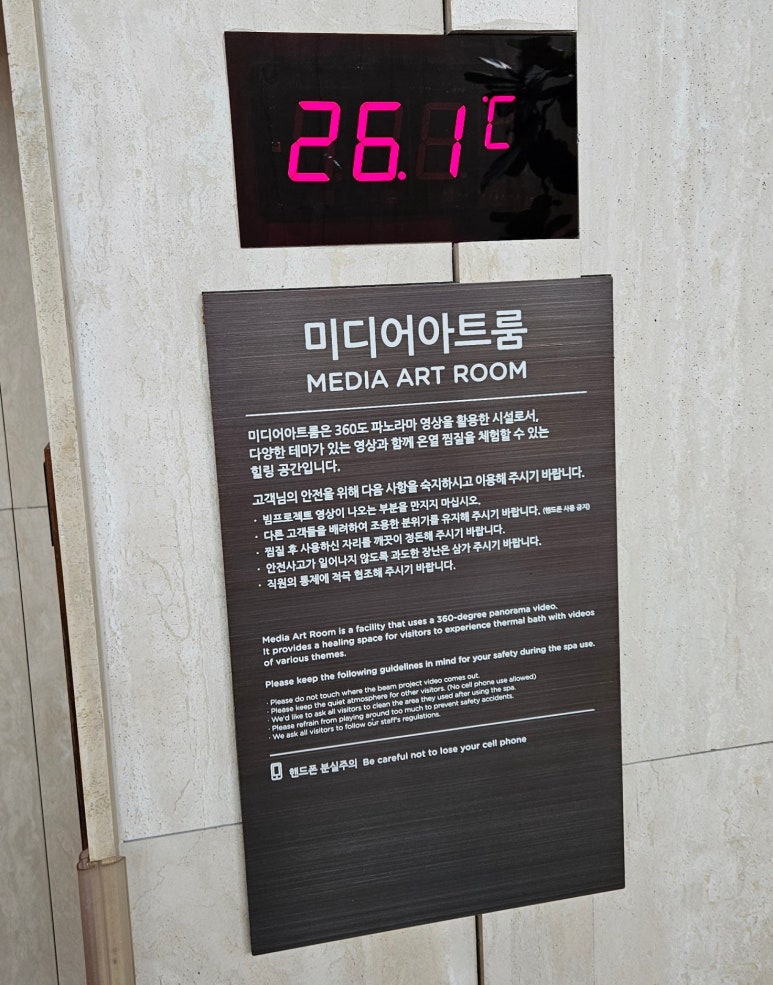 26.1℃
미디어아트룸
MEDIA ART ROOM
미디어아트룸은 360도 파노라마 영상을 활용한 시설로서,
다양한 테마가 있는 영상과 함께 온열 찜질을 체험할 수 있는
힐링 공간입니다.
고객님의 안전을 위해 다음 사항을 숙지하시고 이용해 주시기 바랍니다.
· 빔프로젝트 영상이 나오는 부분을 만지지 마십시오.
· 다른 고객들을 배려하여 조용한 분위기를 유지해 주시기 바랍니다. (핸드폰 사용 금지)
· 찜질 후 사용하신 자리를 깨끗이 정돈해 주시기 바랍니다.
· 안전사고가 일어나지 않도록 과도한 장난은 삼가 주시기 바랍니다.
· 직원의 통제에 적극 협조해 주시기 바랍니다.
Media Art Room is a facility that uses a 360-degree panorama video.
It provides a healing space for visitors to experience thermal bath with videos
of various themes.
Please keep the following guidelines in mind for your safety during the spa use.
· Please do not touch where the beam project video comes out.
· Please keep the quiet atmosphere for other visitors. (No cell phone use allowed)
· We'd like to ask all visitors to clean the area they used after using the spa.
· Please refrain from playing around too much to prevent safety accidents.
· We ask all visitors to follow our staff's regulations.
핸드폰 분실주의 Be careful not to lose your cell phone